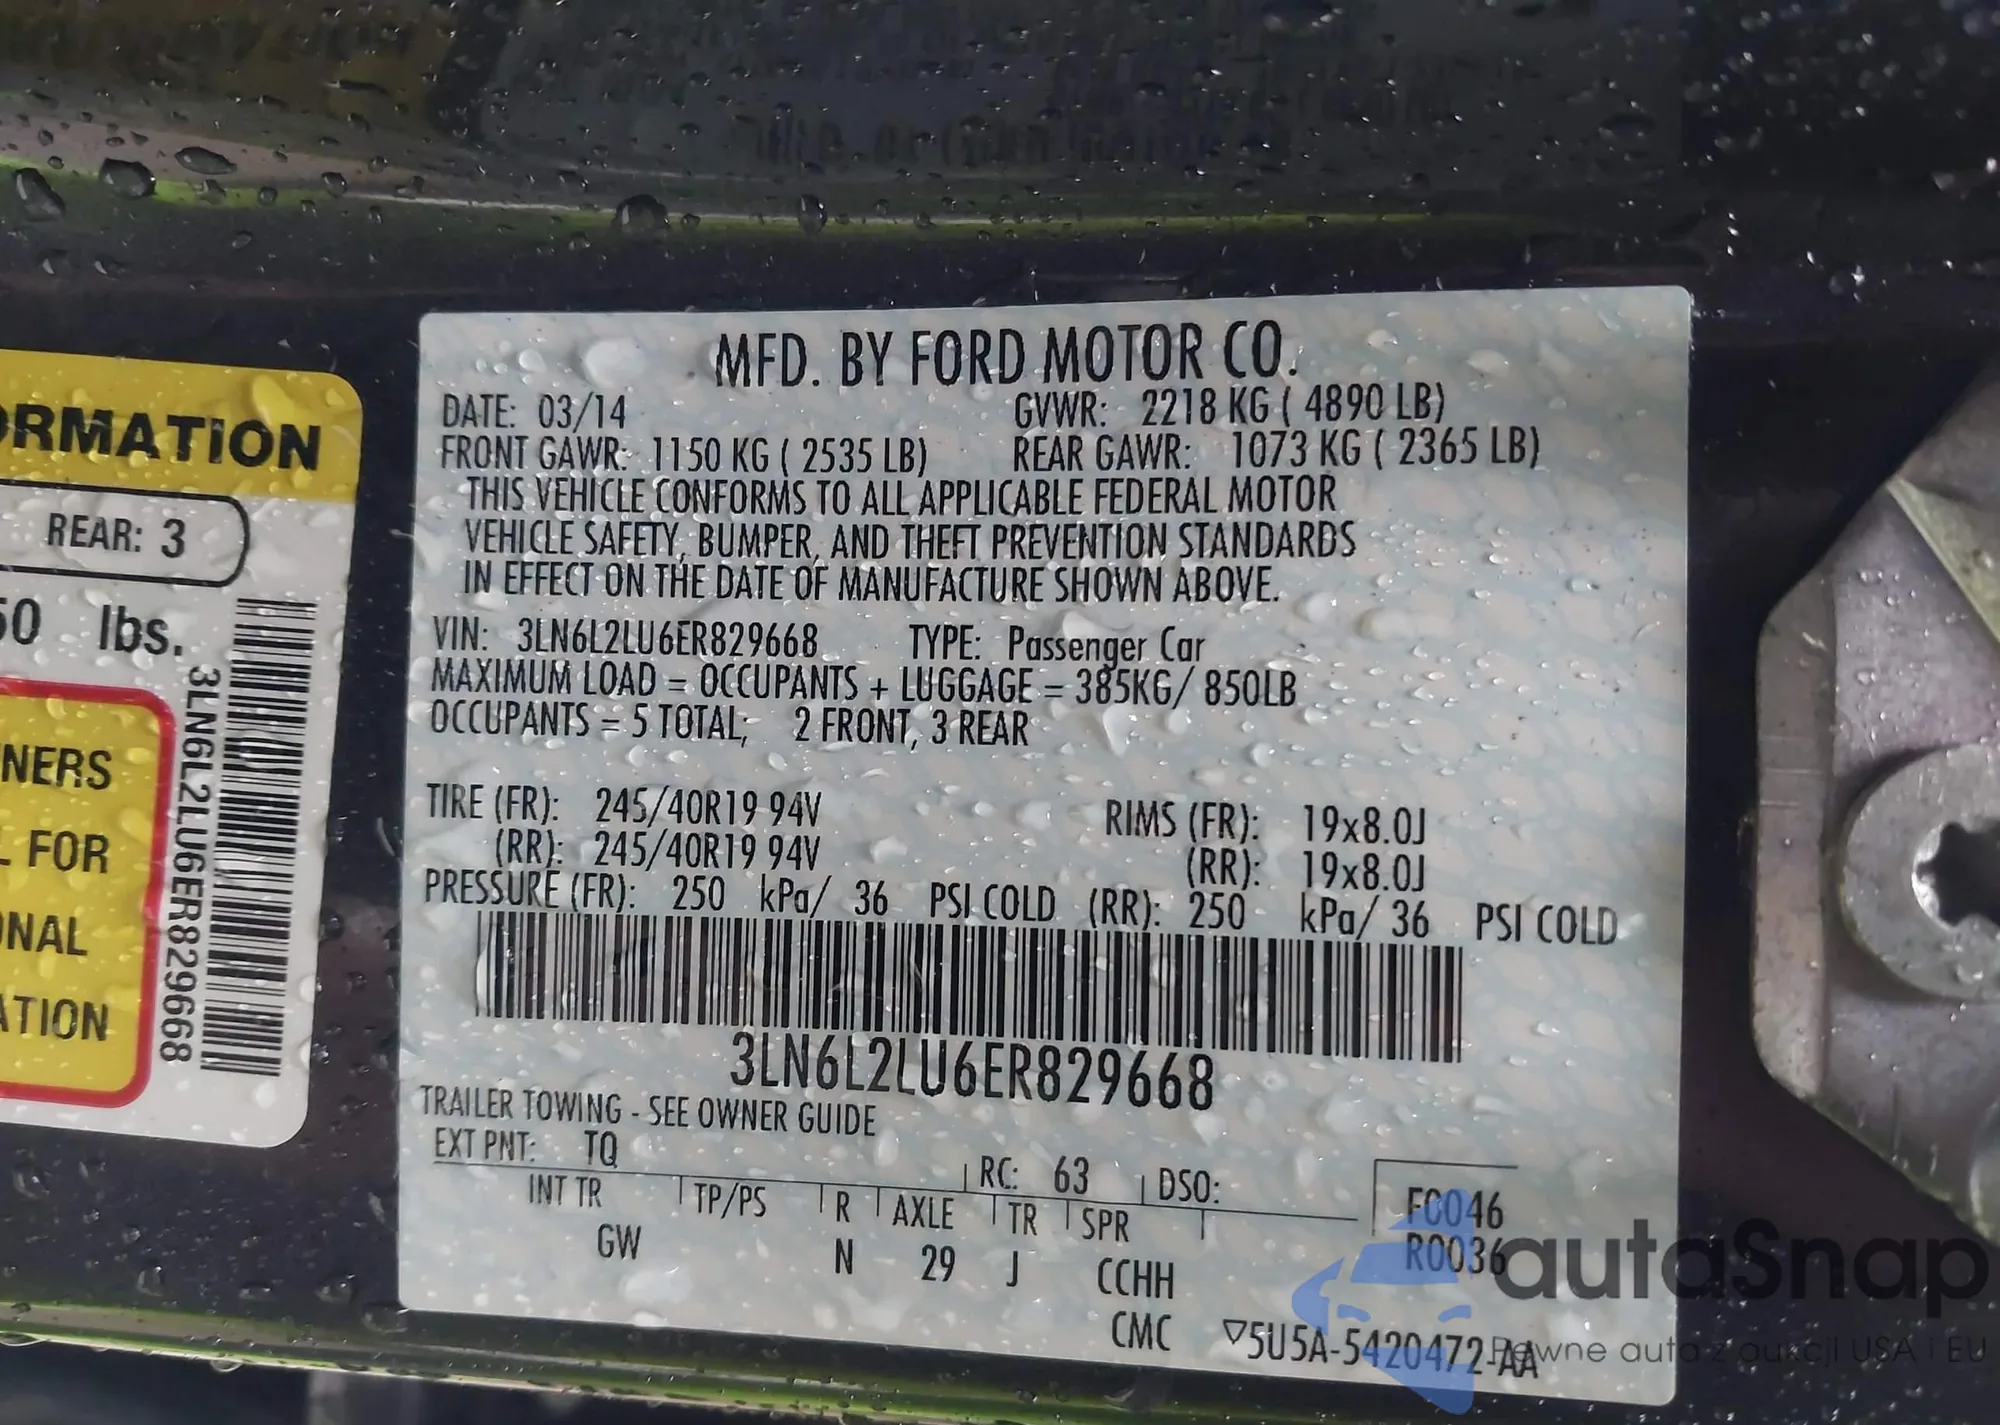 ORMATION
REAR: 3
50 lbs.
NERS
L FOR
ONAL
ATION
3LN6L2LU6ER829668
MFD. BY FORD MOTOR CO.
DATE: 03/14 GVWR: 2218 KG ( 4890 LB)
FRONT GAWR: 1150 KG ( 2535 LB) REAR GAWR: 1073 KG ( 2365 LB)
THIS VEHICLE CONFORMS TO ALL APPLICABLE FEDERAL MOTOR
VEHICLE SAFETY, BUMPER, AND THEFT PREVENTION STANDARDS
IN EFFECT ON THE DATE OF MANUFACTURE SHOWN ABOVE.
VIN: 3LN6L2LU6ER829668 TYPE: Passenger Car
MAXIMUM LOAD = OCCUPANTS + LUGGAGE = 385KG/ 850LB
OCCUPANTS = 5 TOTAL; 2 FRONT, 3 REAR
TIRE (FR): 245/40R19 94V RIMS (FR): 19x8.0J
(RR): 245/40R19 94V (RR): 19x8.0J
PRESSURE (FR): 250 kPa/ 36 PSI COLD (RR): 250 kPa/ 36 PSI COLD
3LN6L2LU6ER829668
TRAILER TOWING - SEE OWNER GUIDE
EXT PNT: TQ RC: 63 DSO:
INT TR TP/PS R AXLE TR SPR F0046
GW N 29 J CCHH R0036
CMC ▽5U5A-5420472-AA
autaSnap
Pewne auta z aukcji USA i EU